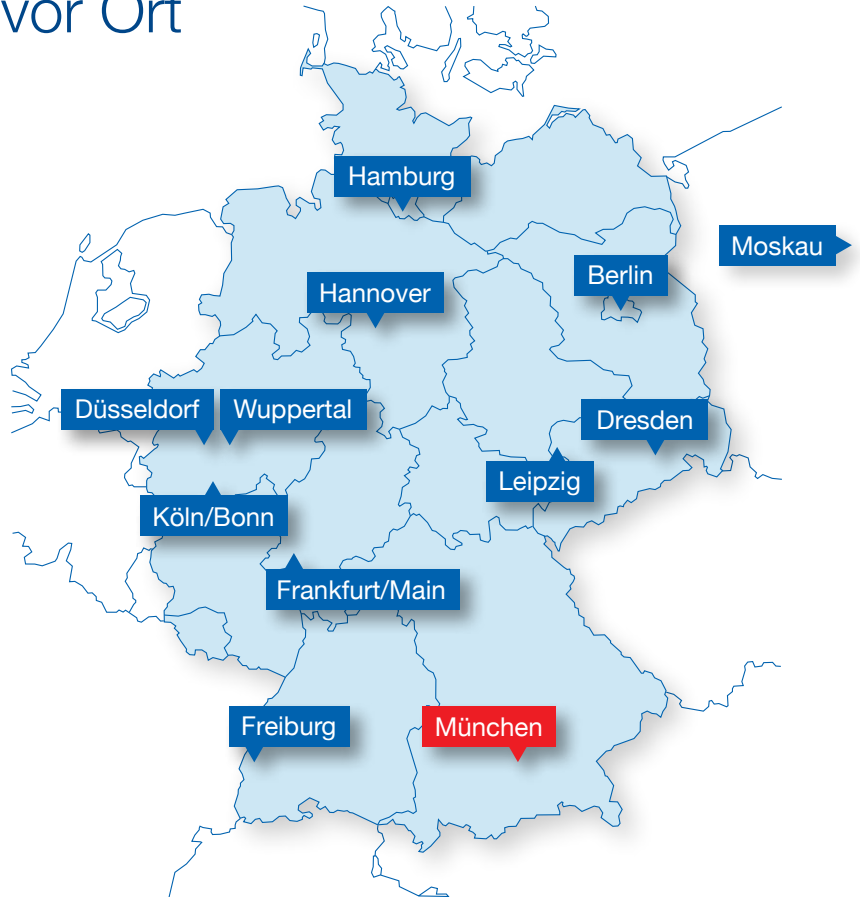 vor Ort
Hamburg
Moskau
Berlin
Hannover
Düsseldorf
Wuppertal
Dresden
Leipzig
Köln/Bonn
Frankfurt/Main
Freiburg
München